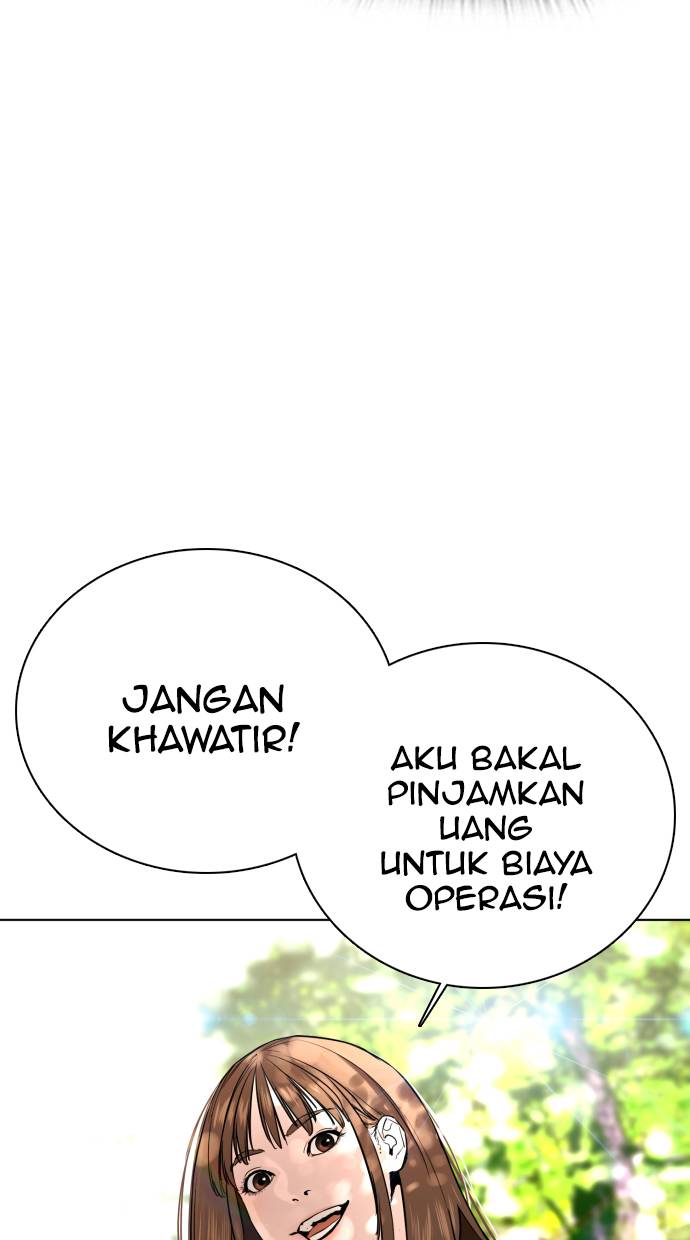 JANGAN
KHAWATIR!
AKU BAKAL
PINJAMKAN
UANG
UNTUK BIAYA
OPERASI!